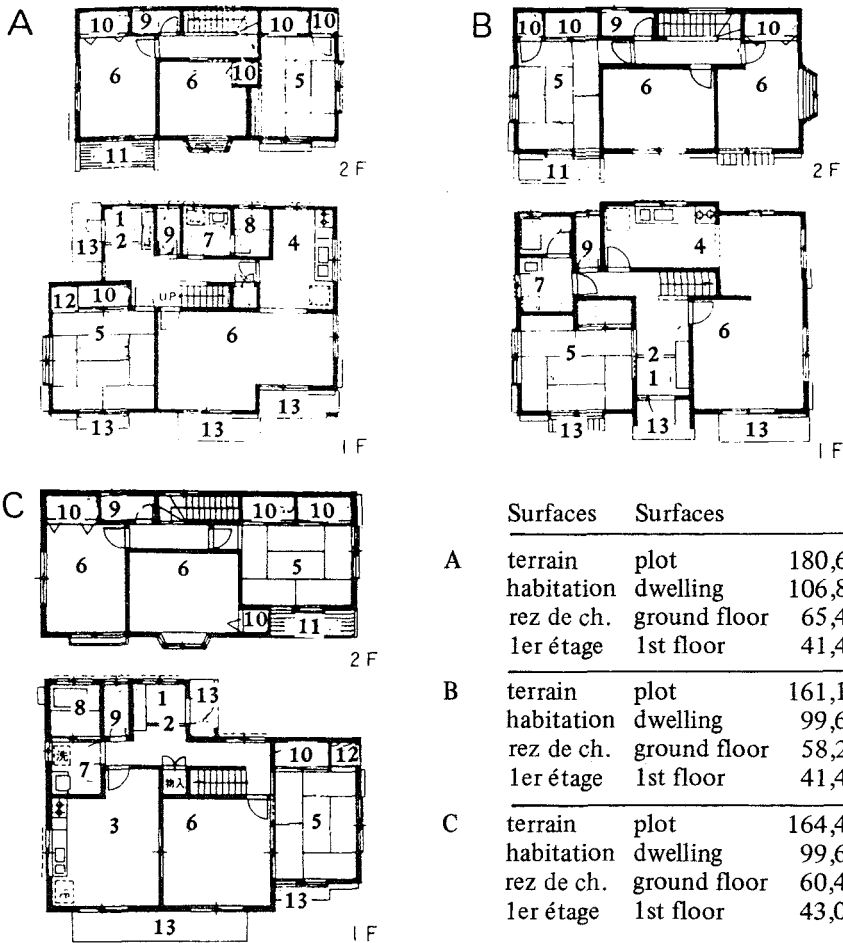 A
10 9 10 10
6 6 10 5
11
2 F
1
2 9 7 8 4
13
12 10 UP
5 6
13
13 13
1 F
B
10 10 9 10
5 6 6
11
2 F
9 4
7
5 2 6
1
13 13 13
1 F
C
10 9 10 10
6 6 5
10 11
2 F
8 9 1 13
2
洗 10 12
7 物入
3 6 5
13
13
1 F
Surfaces Surfaces
A terrain plot 180,6
habitation dwelling 106,8
rez de ch. ground floor 65,4
1er étage 1st floor 41,4
B terrain plot 161,1
habitation dwelling 99,6
rez de ch. ground floor 58,2
1er étage 1st floor 41,4
C terrain plot 164,4
habitation dwelling 99,6
rez de ch. ground floor 60,4
1er étage 1st floor 43,0